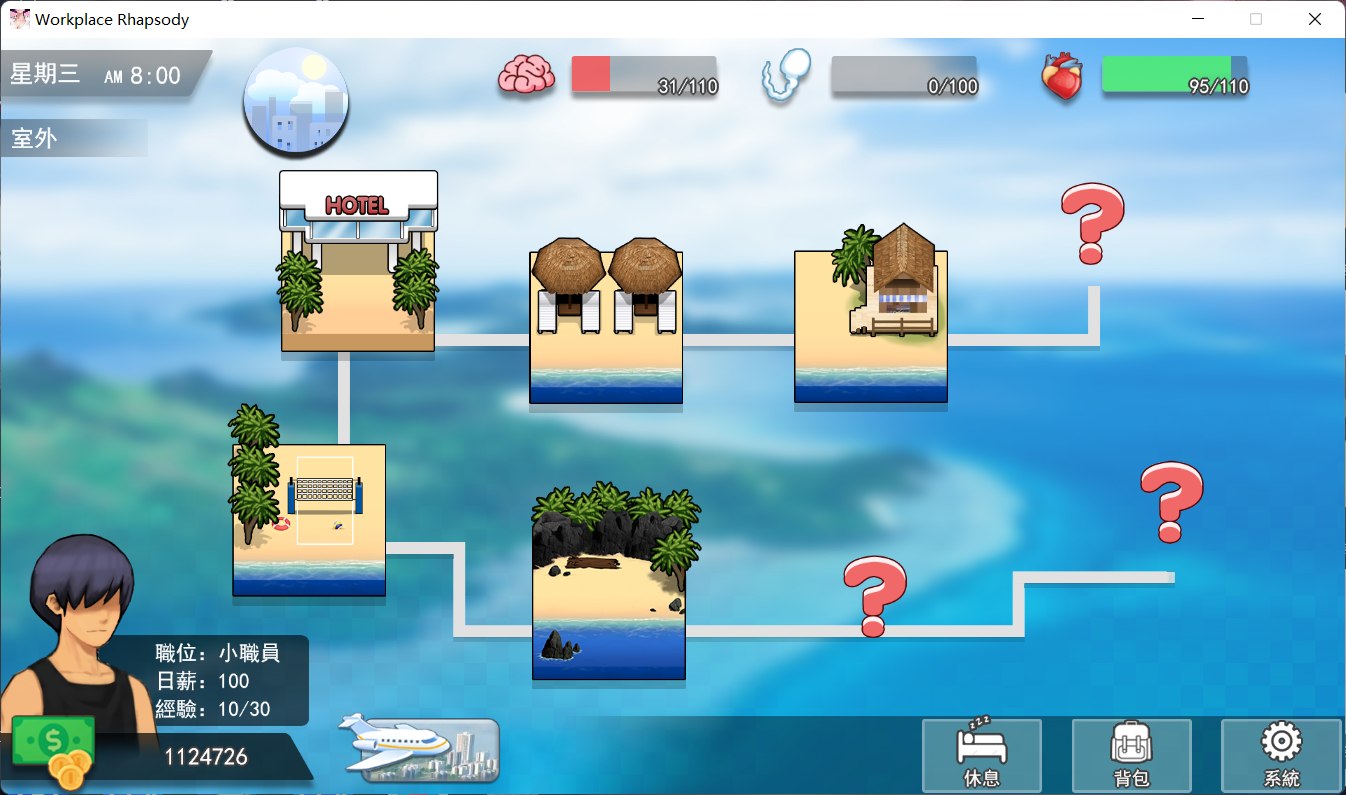 Workplace Rhapsody
星期三 AM 8:00
31/110
0/100
95/110
室外
HOTEL
?
?
?
職位：小職員
日薪：100
經驗：10/30
$
1124726
zzz
休息
背包
系統